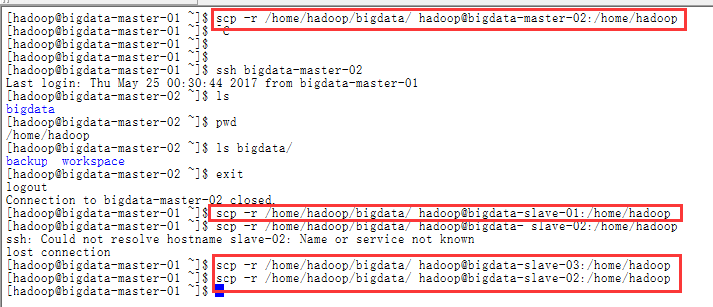 [hadoop@bigdata-master-01 ~]$ scp -r /home/hadoop/bigdata/ hadoop@bigdata-master-02:/home/hadoop
[hadoop@bigdata-master-01 ~]$ ^C
[hadoop@bigdata-master-01 ~]$
[hadoop@bigdata-master-01 ~]$
[hadoop@bigdata-master-01 ~]$ ssh bigdata-master-02
Last login: Thu May 25 00:30:44 2017 from bigdata-master-01
[hadoop@bigdata-master-02 ~]$ ls
bigdata
[hadoop@bigdata-master-02 ~]$ pwd
/home/hadoop
[hadoop@bigdata-master-02 ~]$ ls bigdata/
backup  workspace
[hadoop@bigdata-master-02 ~]$ exit
logout
Connection to bigdata-master-02 closed.
[hadoop@bigdata-master-01 ~]$ scp -r /home/hadoop/bigdata/ hadoop@bigdata-slave-01:/home/hadoop
[hadoop@bigdata-master-01 ~]$ scp -r /home/hadoop/bigdata/ hadoop@bigdata- slave-02:/home/hadoop
ssh: Could not resolve hostname slave-02: Name or service not known
lost connection
[hadoop@bigdata-master-01 ~]$ scp -r /home/hadoop/bigdata/ hadoop@bigdata-slave-03:/home/hadoop
[hadoop@bigdata-master-01 ~]$ scp -r /home/hadoop/bigdata/ hadoop@bigdata-slave-02:/home/hadoop
[hadoop@bigdata-master-01 ~]$